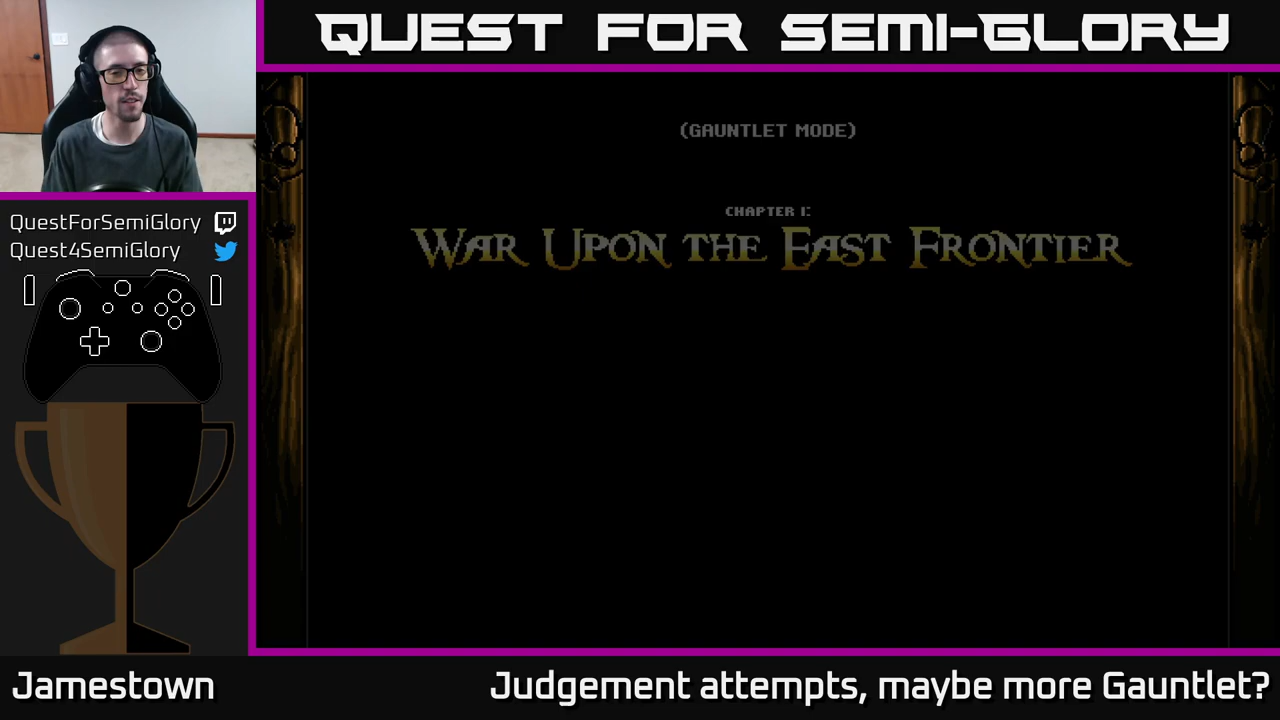 QUEST FOR SEMI-GLORY
QuestForSemiGlory
Quest4SemiGlory
(GAUNTLET MODE)
CHAPTER I:
WAR UPON THE EAST FRONTIER
Jamestown
Judgement attempts, maybe more Gauntlet?